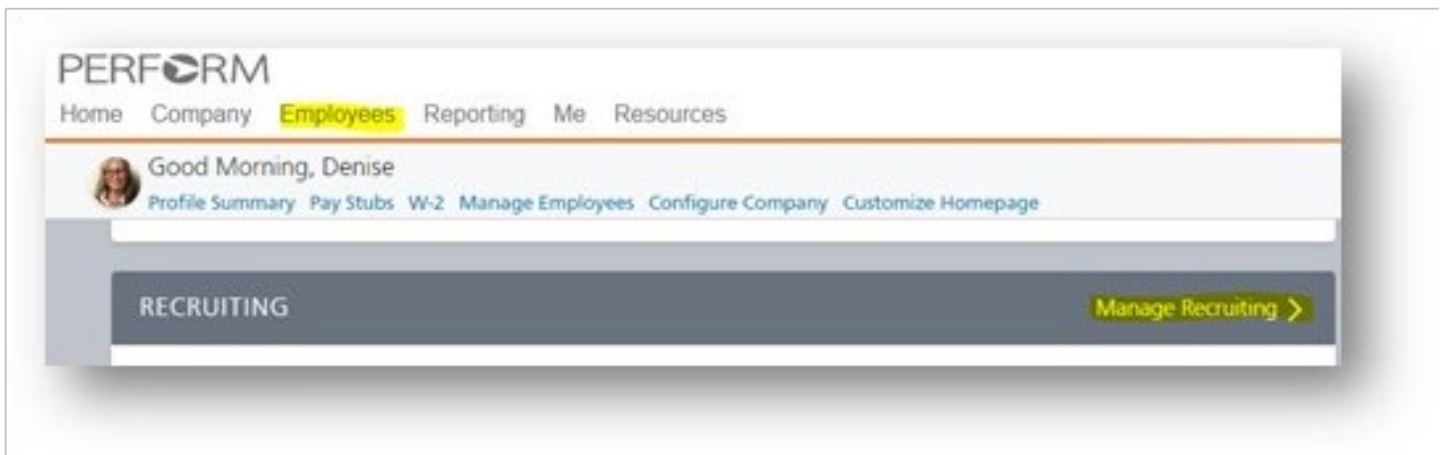 PERFORM
Home Company Employees Reporting Me Resources
Good Morning, Denise
Profile Summary Pay Stubs W-2 Manage Employees Configure Company Customize Homepage
RECRUITING Manage Recruiting >